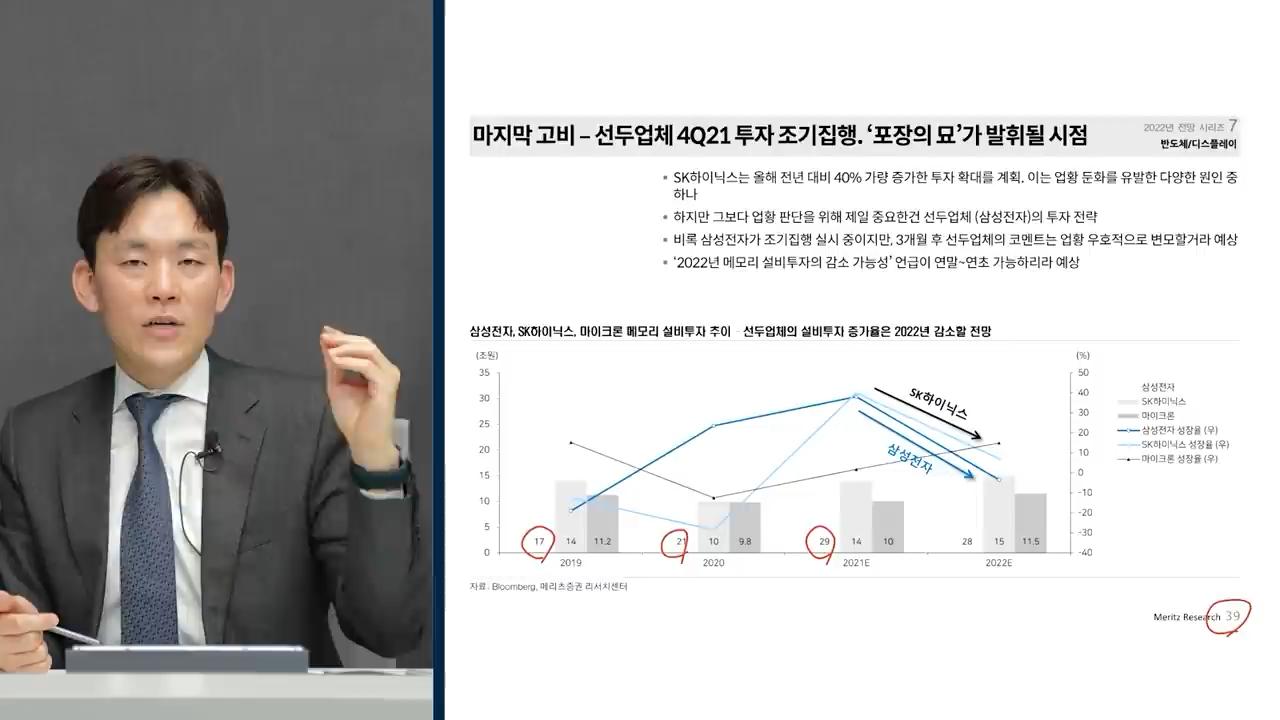 마지막 고비 – 선두업체 4Q21 투자 조기집행. ‘포장의 묘’가 발휘될 시점
2022년 전망 시리즈 7
반도체/디스플레이
▪ SK하이닉스는 올해 전년 대비 40% 가량 증가한 투자 확대를 계획. 이는 업황 둔화를 유발한 다양한 원인 중
하나
▪ 하지만 그보다 업황 판단을 위해 제일 중요한건 선두업체 (삼성전자)의 투자 전략
▪ 비록 삼성전자가 조기집행 실시 중이지만, 3개월 후 선두업체의 코멘트는 업황 우호적으로 변모할거라 예상
▪ ‘2022년 메모리 설비투자의 감소 가능성’ 언급이 연말~연초 가능하리라 예상
삼성전자, SK하이닉스, 마이크론 메모리 설비투자 추이 – 선두업체의 설비투자 증가율은 2022년 감소할 전망
(조원)
(%)
35
30
25
20
15
10
5
0
50
40
30
20
10
0
-10
-20
-30
-40
SK하이닉스
삼성전자
17 14 11.2
21 10 9.8
29 14 10
28 15 11.5
2019 2020 2021E 2022E
삼성전자
SK하이닉스
마이크론
삼성전자 성장율 (우)
SK하이닉스 성장율 (우)
마이크론 성장율 (우)
자료: Bloomberg, 메리츠증권 리서치센터
Meritz Research 39